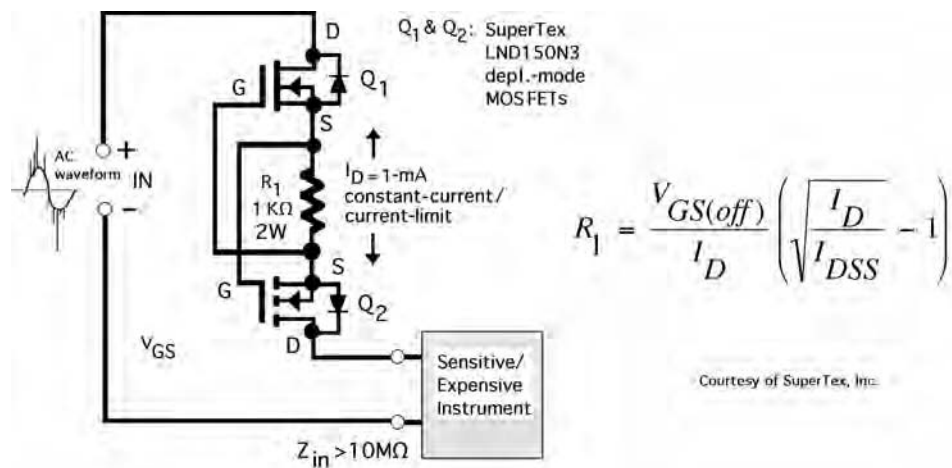 D
Q1 & Q2: SuperTex
LND150N3
depl.-mode
MOSFETs
G
Q1
S
+
AC
waveform
IN
−
R1
1 KΩ
2W
ID = 1-mA
constant-current/
current-limit
R1 = VGS(off) / ID ( √ ID / IDSS − 1 )
S
G
Q2
D
VGS
Sensitive/
Expensive
Instrument
Courtesy of SuperTex, Inc.
Zin >10MΩ